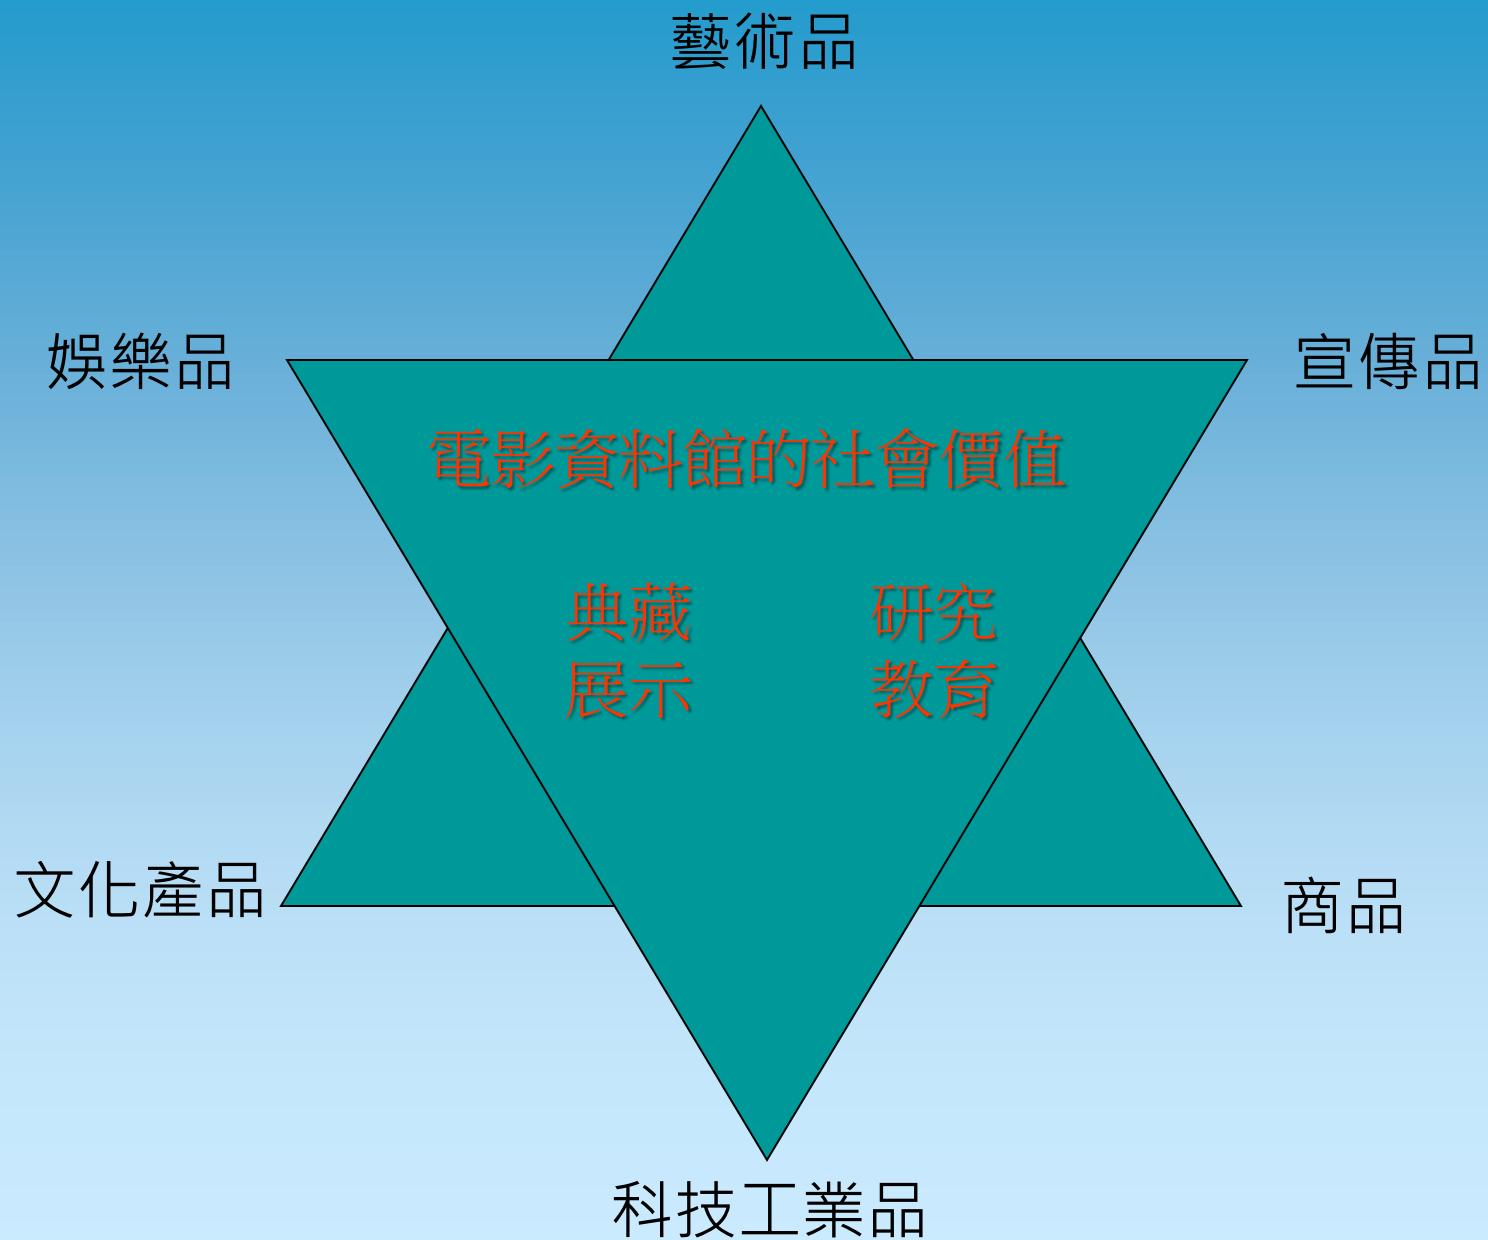 藝術品
娛樂品
宣傳品
電影資料館的社會價值
典藏 研究
展示 教育
文化產品
商品
科技工業品